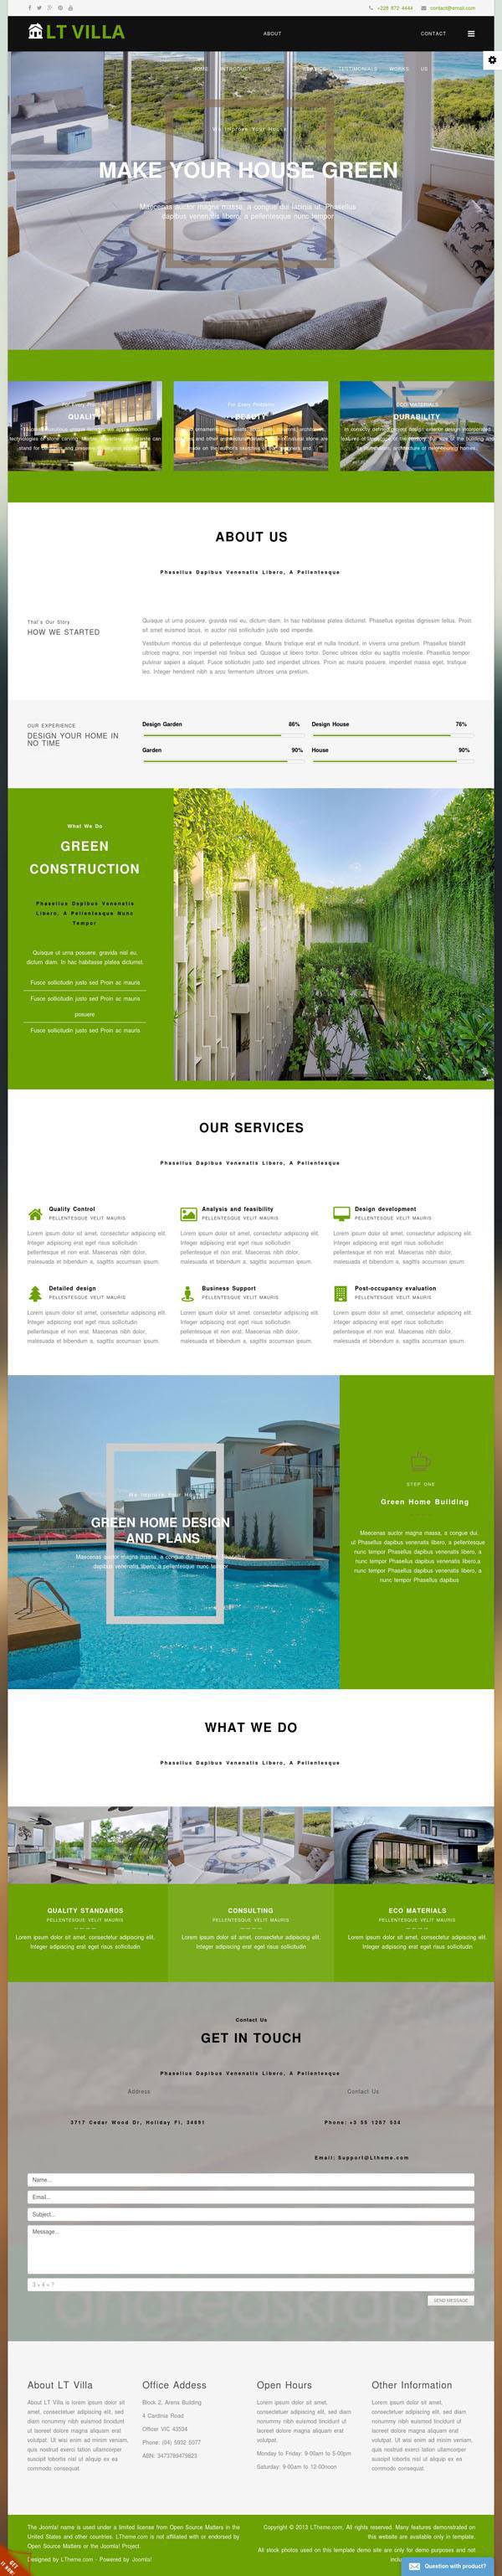 +228 872 4444 contact@email.com
LT VILLA
ABOUT
CONTACT
HOME
TESTIMONIALS
WORKS
US
We Improve Your House
MAKE YOUR HOUSE GREEN
Maecenas auctor magna massa, a congue dui lacinia ut. Phasellus
dapibus venenatis libero, a pellentesque nunc tempor
QUALITY
BEAUTY
ECO MATERIALS
DURABILITY
ABOUT US
Phasellus Dapibus Venenatis Libero, A Pellentesque
That's Our Story
HOW WE STARTED
Quisque ut urna posuere, gravida nisl eu, dictum diam. In hac habitasse platea dictumst. Phasellus egestas dignissim tellus. Proin
sit amet euismod lacus, in auctor nisl sollicitudin justo sed imperdie.
Vestibulum rhoncus dui ut pellentesque congue. Mauris tristique erat et nulla tincidunt, in viverra urna pretium. Phasellus blandit
ultrices magna, non imperdiet nisl finibus sed. Quisque ut libero tortor. Donec ultrices dolor eu sagittis molestie. Phasellus tempor
pulvinar sapien a aliquet. Fusce sollicitudin justo sed imperdiet ultrices. Proin ac mauris posuere, imperdiet massa eget, tristique
leo. Integer hendrerit nibh a arcu fermentum ultrices urna pretium.
OUR EXPERIENCE
DESIGN YOUR HOME IN
NO TIME
Design Garden 86%
Design House 76%
Garden 90%
House 90%
What We Do
GREEN
CONSTRUCTION
Phasellus Dapibus Venenatis
Libero, A Pellentesque Nunc
Tempor
Quisque ut urna posuere, gravida nisl eu,
dictum diam. In hac habitasse platea dictumst.
Fusce sollicitudin justo sed Proin ac mauris
Fusce sollicitudin justo sed Proin ac mauris
posuere
Fusce sollicitudin justo sed Proin ac mauris
OUR SERVICES
Phasellus Dapibus Venenatis Libero, A Pellentesque
Quality Control
PELLENTESQUE VELIT MAURIS
Lorem ipsum dolor sit amet, consectetur adipiscing elit.
Integer adipiscing erat eget risus sollicitudin
pellentesque et non erat. Maecenas nibh dolor,
malesuada et bibendum a, sagittis accumsan ipsum.
Analysis and feasibility
PELLENTESQUE VELIT MAURIS
Lorem ipsum dolor sit amet, consectetur adipiscing elit.
Integer adipiscing erat eget risus sollicitudin
pellentesque et non erat. Maecenas nibh dolor,
malesuada et bibendum a, sagittis accumsan ipsum.
Design development
PELLENTESQUE VELIT MAURIS
Lorem ipsum dolor sit amet, consectetur adipiscing elit.
Integer adipiscing erat eget risus sollicitudin
pellentesque et non erat. Maecenas nibh dolor,
malesuada et bibendum a, sagittis accumsan ipsum.
Detailed design
PELLENTESQUE VELIT MAURIS
Lorem ipsum dolor sit amet, consectetur adipiscing elit.
Integer adipiscing erat eget risus sollicitudin
pellentesque et non erat. Maecenas nibh dolor,
malesuada et bibendum a, sagittis accumsan ipsum.
Business Support
PELLENTESQUE VELIT MAURIS
Lorem ipsum dolor sit amet, consectetur adipiscing elit.
Integer adipiscing erat eget risus sollicitudin
pellentesque et non erat. Maecenas nibh dolor,
malesuada et bibendum a, sagittis accumsan ipsum.
Post-occupancy evaluation
PELLENTESQUE VELIT MAURIS
Lorem ipsum dolor sit amet, consectetur adipiscing elit.
Integer adipiscing erat eget risus sollicitudin
pellentesque et non erat. Maecenas nibh dolor,
malesuada et bibendum a, sagittis accumsan ipsum.
We Improve Your House
GREEN HOME DESIGN
AND PLANS
Maecenas auctor magna massa, a congue dui lacinia ut. Phasellus
dapibus venenatis libero, a pellentesque nunc tempor
STEP ONE
Green Home Building
Maecenas auctor magna massa, a congue dui.
ut Phasellus dapibus venenatis libero, a pellentesque
nunc tempor Phasellus dapibus venenatis libero, a
nunc tempor Phasellus dapibus venenatis libero,a
nunc tempor Phasellus dapibus venenatis libero, a
nunc tempor Phasellus dapibus
WHAT WE DO
Phasellus Dapibus Venenatis Libero, A Pellentesque
QUALITY STANDARDS
PELLENTESQUE VELIT MAURIS
Lorem ipsum dolor sit amet, consectetur adipiscing elit.
Integer adipiscing erat eget risus sollicitudin
CONSULTING
PELLENTESQUE VELIT MAURIS
Lorem ipsum dolor sit amet, consectetur adipiscing elit.
Integer adipiscing erat eget risus sollicitudin
ECO MATERIALS
PELLENTESQUE VELIT MAURIS
Lorem ipsum dolor sit amet, consectetur adipiscing elit.
Integer adipiscing erat eget risus sollicitudin
Contact Us
GET IN TOUCH
Phasellus Dapibus Venenatis Libero, A Pellentesque
Address
Contact Us
3717 Cedar Wood Dr, Holiday Fl, 34691
Phone: +3 55 1267 534
Email: Support@Ltheme.com
Name...
Email...
Subject...
Message...
3 + 4 = ?
SEND MESSAGE
About LT Villa
About LT Villa is lorem ipsum dolor sit
amet, consectetuer adipiscing elit, sed
diam nonummy nibh euismod tincidunt
ut laoreet dolore magna aliquam erat
volutpat. Ut wisi enim ad minim veniam,
quis nostrud exerci tation ullamcorper
suscipit lobortis nisl ut aliquip ex ea
commodo consequat.
Office Addess
Block 2, Arena Building
4 Cardinia Road
Officer VIC 43534
Phone: (04) 5932 5077
ABN: 3473789479823
Open Hours
Lorem ipsum dolor sit amet,
consectetuer adipiscing elit, sed diam
nonummy nibh euismod tincidunt ut
laoreet dolore magna aliquam erat
volutpat.
Monday to Friday: 9-00am to 5-00pm
Saturday: 9-00am to 12-00noon
Other Information
Lorem ipsum dolor sit amet,
consectetuer adipiscing elit, sed diam
nonummy nibh euismod tincidunt ut
laoreet dolore magna aliquam erat
volutpat. Ut wisi enim ad minim veniam,
quis nostrud exerci tation ullamcorper
suscipit lobortis nisl ut aliquip ex ea
commodo consequat.
The Joomla! name is used under a limited license from Open Source Matters in the
United States and other countries. LTheme.com is not affiliated with or endorsed by
Open Source Matters or the Joomla! Project.
Designed by LTheme.com - Powered by Joomla!
Copyright © 2013 LTheme.com. All rights reserved. Many features demonstrated on
this website are available only in template.
All stock photos used on this template demo site are only for demo purposes and not
Question with product?